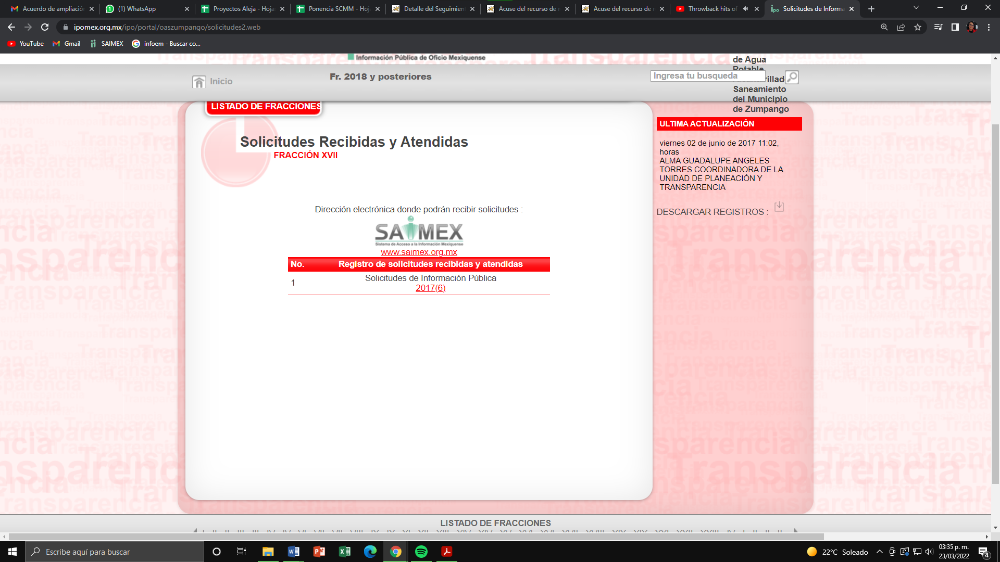 Acuerdo de ampliació
(1) WhatsApp
Proyectos Aleja - Hoja
Ponencia SCMM - Hoj
Detalle del Seguimien
Acuse del recurso de r
Acuse del recurso de r
Throwback hits of
Solicitudes de Informa
ipomex.org.mx/ipo/portal/oaszumpango/solicitudes2.web
YouTube
Gmail
SAIMEX
infoem - Buscar co...
Información Pública de Oficio Mexiquense
de Agua
Potable
Saneamiento
del Municipio
de Zumpango
Inicio
Fr. 2018 y posteriores
Ingresa tu busqueda
LISTADO DE FRACCIONES
Solicitudes Recibidas y Atendidas
FRACCIÓN XVII
Dirección electrónica donde podrán recibir solicitudes :
SAIMEX
Sistema de Acceso a la Información Mexiquense
www.saimex.org.mx
No. Registro de solicitudes recibidas y atendidas
1 Solicitudes de Información Pública
2017(6)
ULTIMA ACTUALIZACIÓN
viernes 02 de junio de 2017 11:02,
horas
ALMA GUADALUPE ANGELES
TORRES COORDINADORA DE LA
UNIDAD DE PLANEACIÓN Y
TRANSPARENCIA
DESCARGAR REGISTROS :
LISTADO DE FRACCIONES
Escribe aquí para buscar
22°C Soleado
03:35 p. m.
23/03/2022
4